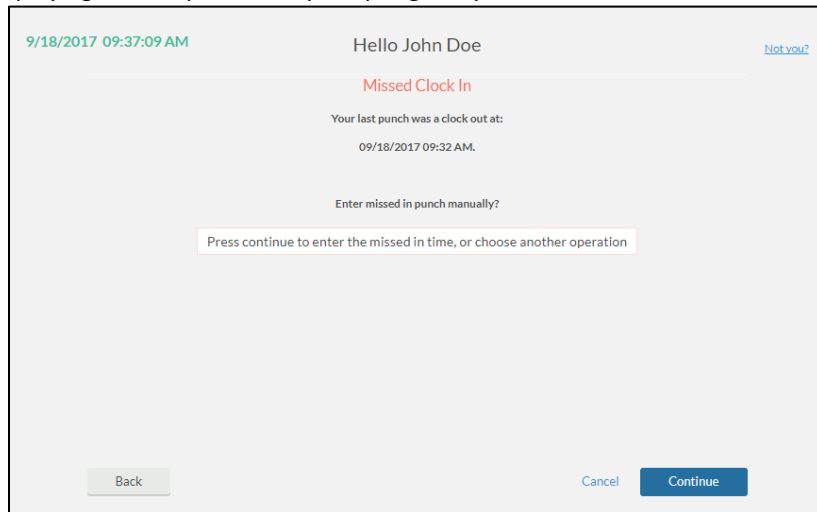 9/18/2017 09:37:09 AM
Hello John Doe
Not you?
Missed Clock In
Your last punch was a clock out at:
09/18/2017 09:32 AM.
Enter missed in punch manually?
Press continue to enter the missed in time, or choose another operation
Back
Cancel
Continue